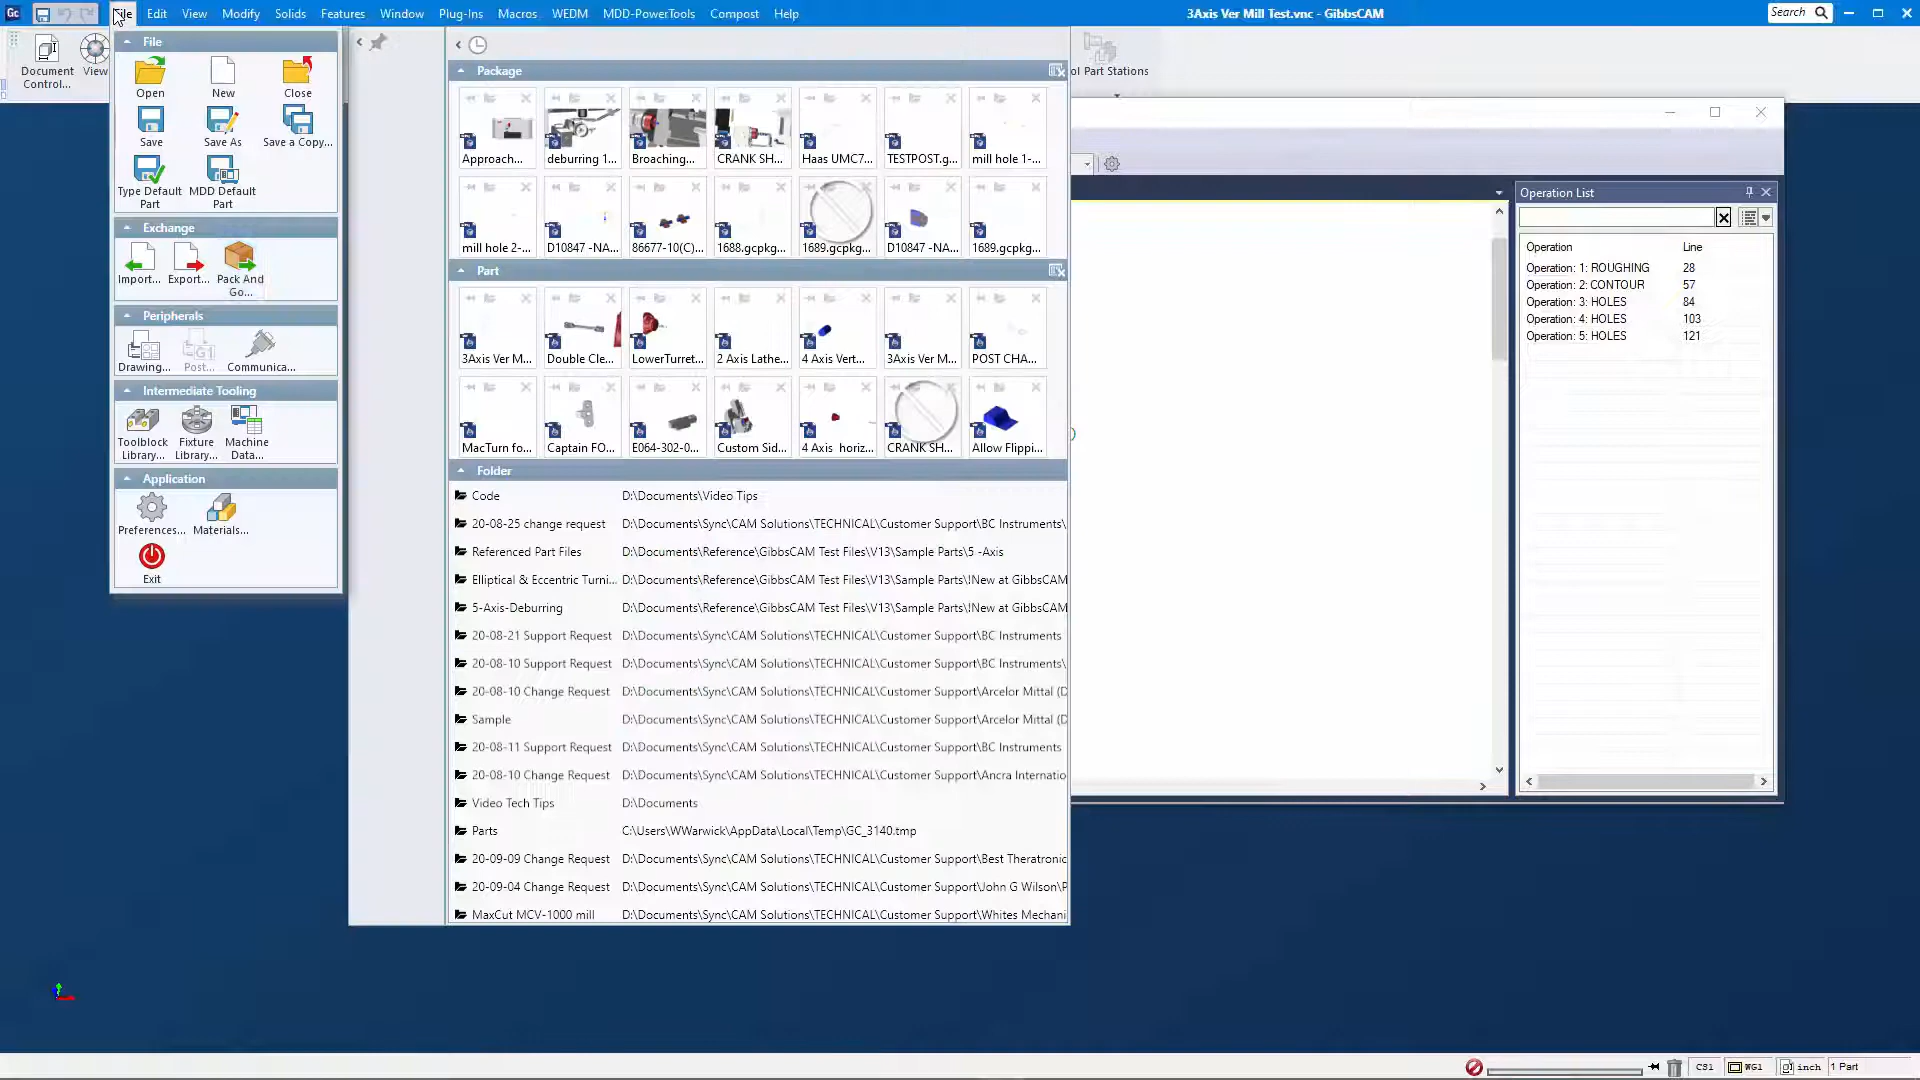 Gc File Edit View Modify Solids Features Window Plug-Ins Macros WEDM MDD-PowerTools Compost Help 3Axis Ver Mill Test.vnc - GibbsCAM Search
Document Control...
View
ol Part Stations
File
Open New Close
Save Save As Save a Copy...
Type Default Part MDD Default Part
Exchange
Import... Export... Pack And Go...
Peripherals
Drawing... Post... Communica...
Intermediate Tooling
Toolblock Library... Fixture Library... Machine Data...
Application
Preferences... Materials...
Exit
Package
Approach... deburring 1... Broaching... CRANK SH... Haas UMC7... TESTPOST.g... mill hole 1-...
mill hole 2-... D10847 -NA... 86677-10(C)... 1688.gcpkg... 1689.gcpkg... D10847 -NA... 1689.gcpkg...
Part
3Axis Ver M... Double Cle... LowerTurret... 2 Axis Lathe... 4 Axis Vert... 3Axis Ver M... POST CHA...
MacTurn fo... Captain FO... E064-302-0... Custom Sid... 4 Axis horiz... CRANK SH... Allow Flippi...
Folder
Code D:\Documents\Video Tips
20-08-25 change request D:\Documents\Sync\CAM Solutions\TECHNICAL\Customer Support\BC Instruments\
Referenced Part Files D:\Documents\Reference\GibbsCAM Test Files\V13\Sample Parts\5 -Axis
Elliptical & Eccentric Turni... D:\Documents\Reference\GibbsCAM Test Files\V13\Sample Parts\!New at GibbsCAM
5-Axis-Deburring D:\Documents\Reference\GibbsCAM Test Files\V13\Sample Parts\!New at GibbsCAM
20-08-21 Support Request D:\Documents\Sync\CAM Solutions\TECHNICAL\Customer Support\BC Instruments
20-08-10 Support Request D:\Documents\Sync\CAM Solutions\TECHNICAL\Customer Support\BC Instruments\
20-08-10 Change Request D:\Documents\Sync\CAM Solutions\TECHNICAL\Customer Support\Arcelor Mittal (D
Sample D:\Documents\Sync\CAM Solutions\TECHNICAL\Customer Support\Arcelor Mittal (D
20-08-11 Support Request D:\Documents\Sync\CAM Solutions\TECHNICAL\Customer Support\BC Instruments
20-08-10 Change Request D:\Documents\Sync\CAM Solutions\TECHNICAL\Customer Support\Ancra Internatio
Video Tech Tips D:\Documents
Parts C:\Users\WWarwick\AppData\Local\Temp\GC_3140.tmp
20-09-09 Change Request D:\Documents\Sync\CAM Solutions\TECHNICAL\Customer Support\Best Theratronic
20-09-04 Change Request D:\Documents\Sync\CAM Solutions\TECHNICAL\Customer Support\John G Wilson\P
MaxCut MCV-1000 mill D:\Documents\Sync\CAM Solutions\TECHNICAL\Customer Support\Whites Mechani
)
Operation List
Operation Line
Operation: 1: ROUGHING 28
Operation: 2: CONTOUR 57
Operation: 3: HOLES 84
Operation: 4: HOLES 103
Operation: 5: HOLES 121
CS1 WG1 inch 1 Part